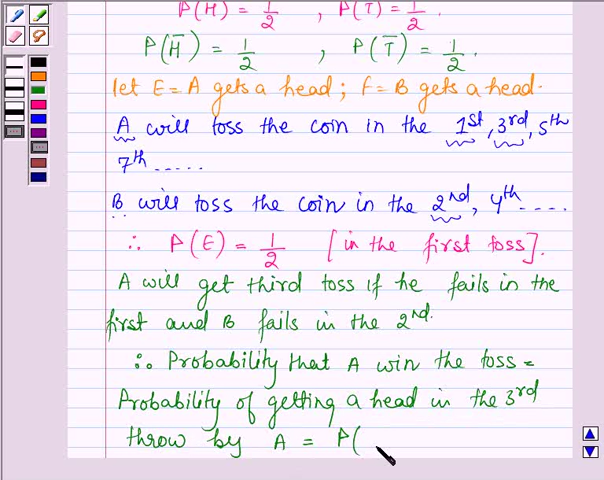 P(H) = 1/2 , P(T) = 1/2.
P(H̄) = 1/2 , P(T̄) = 1/2.
let E = A gets a head ; F = B gets a head.
A will toss the coin in the 1st, 3rd, 5th
7th .....
B will toss the coin in the 2nd, 4th ....
∴ P(E) = 1/2 [in the first toss].
A will get third toss if he fails in the
first and B fails in the 2nd.
∴ Probability that A win the toss =
Probability of getting a head in the 3rd
throw by A = P(